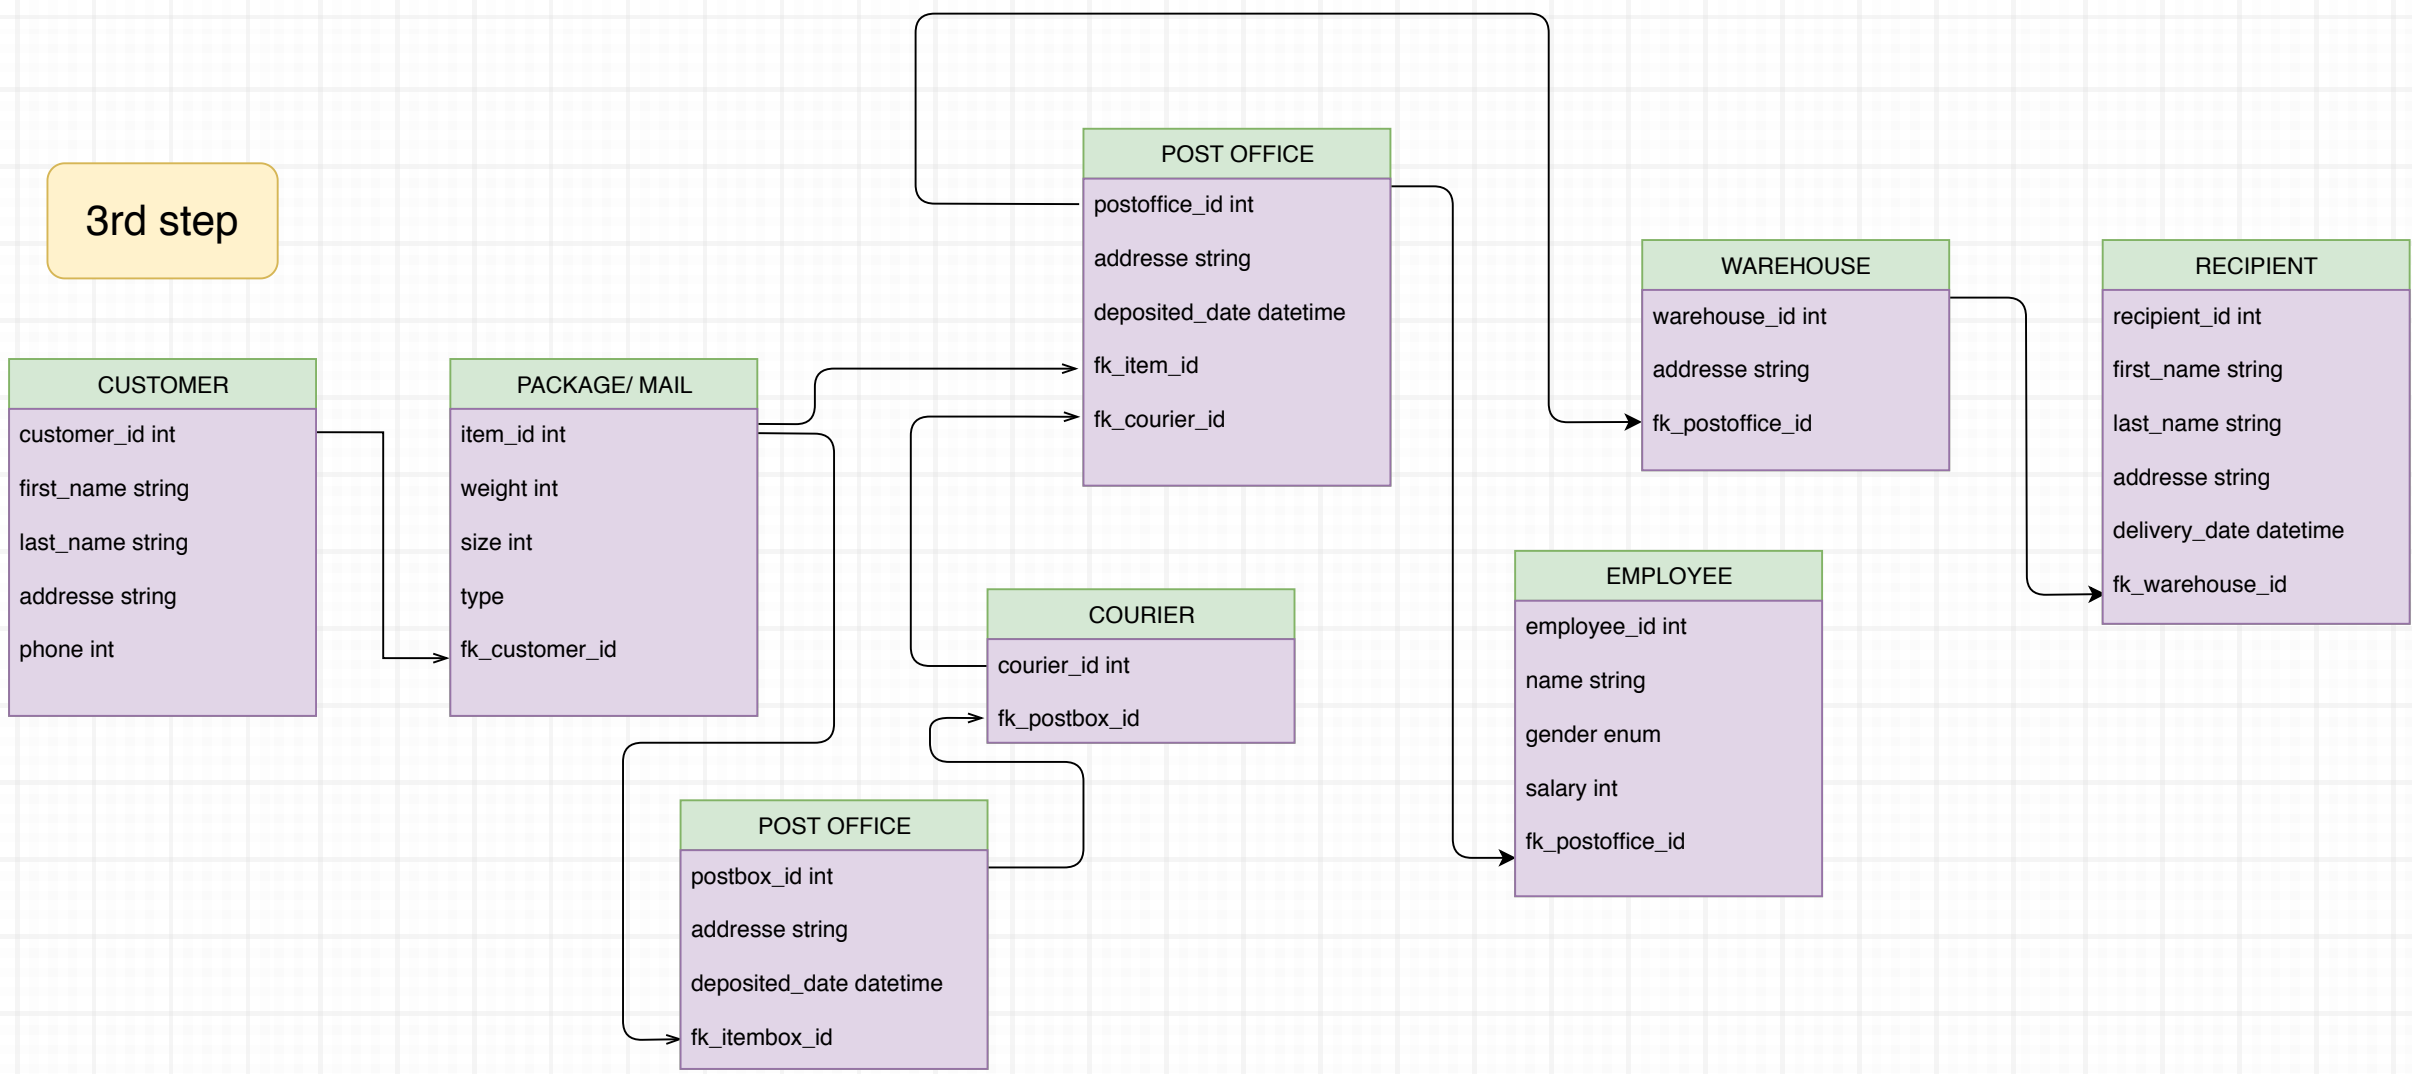 3rd step
CUSTOMER
customer_id int
first_name string
last_name string
addresse string
phone int
PACKAGE/ MAIL
item_id int
weight int
size int
type
fk_customer_id
POST OFFICE
postoffice_id int
addresse string
deposited_date datetime
fk_item_id
fk_courier_id
COURIER
courier_id int
fk_postbox_id
POST OFFICE
postbox_id int
addresse string
deposited_date datetime
fk_itembox_id
WAREHOUSE
warehouse_id int
addresse string
fk_postoffice_id
EMPLOYEE
employee_id int
name string
gender enum
salary int
fk_postoffice_id
RECIPIENT
recipient_id int
first_name string
last_name string
addresse string
delivery_date datetime
fk_warehouse_id